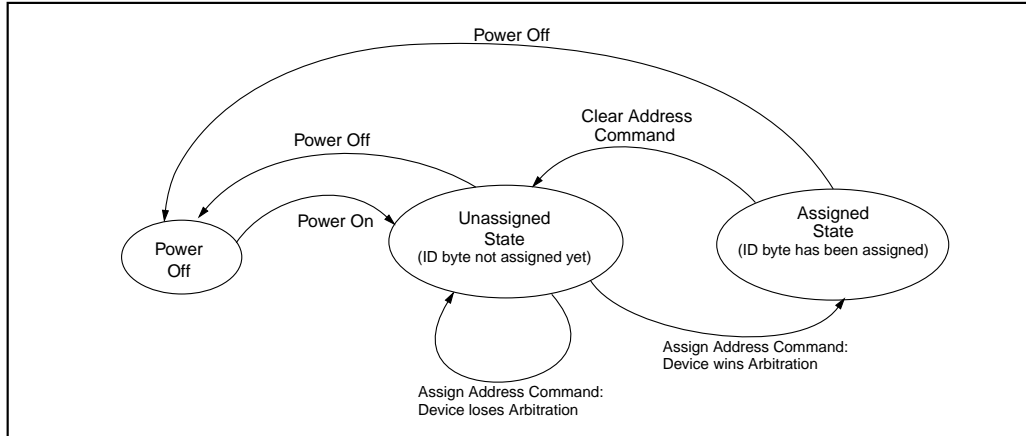 Power Off
Clear Address
Command
Power Off
Power On
Power
Off
Unassigned
State
(ID byte not assigned yet)
Assigned
State
(ID byte has been assigned)
Assign Address Command:
Device wins Arbitration
Assign Address Command:
Device loses Arbitration